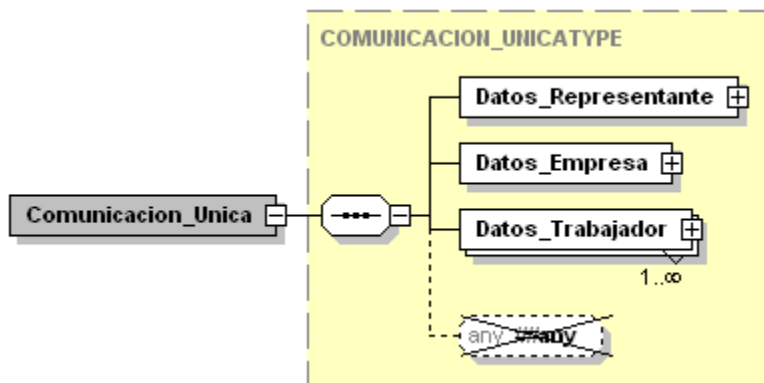 COMUNICACION_UNICATYPE
Datos_Representante
Datos_Empresa
Comunicacion_Unica
Datos_Trabajador
1..∞
any ##any